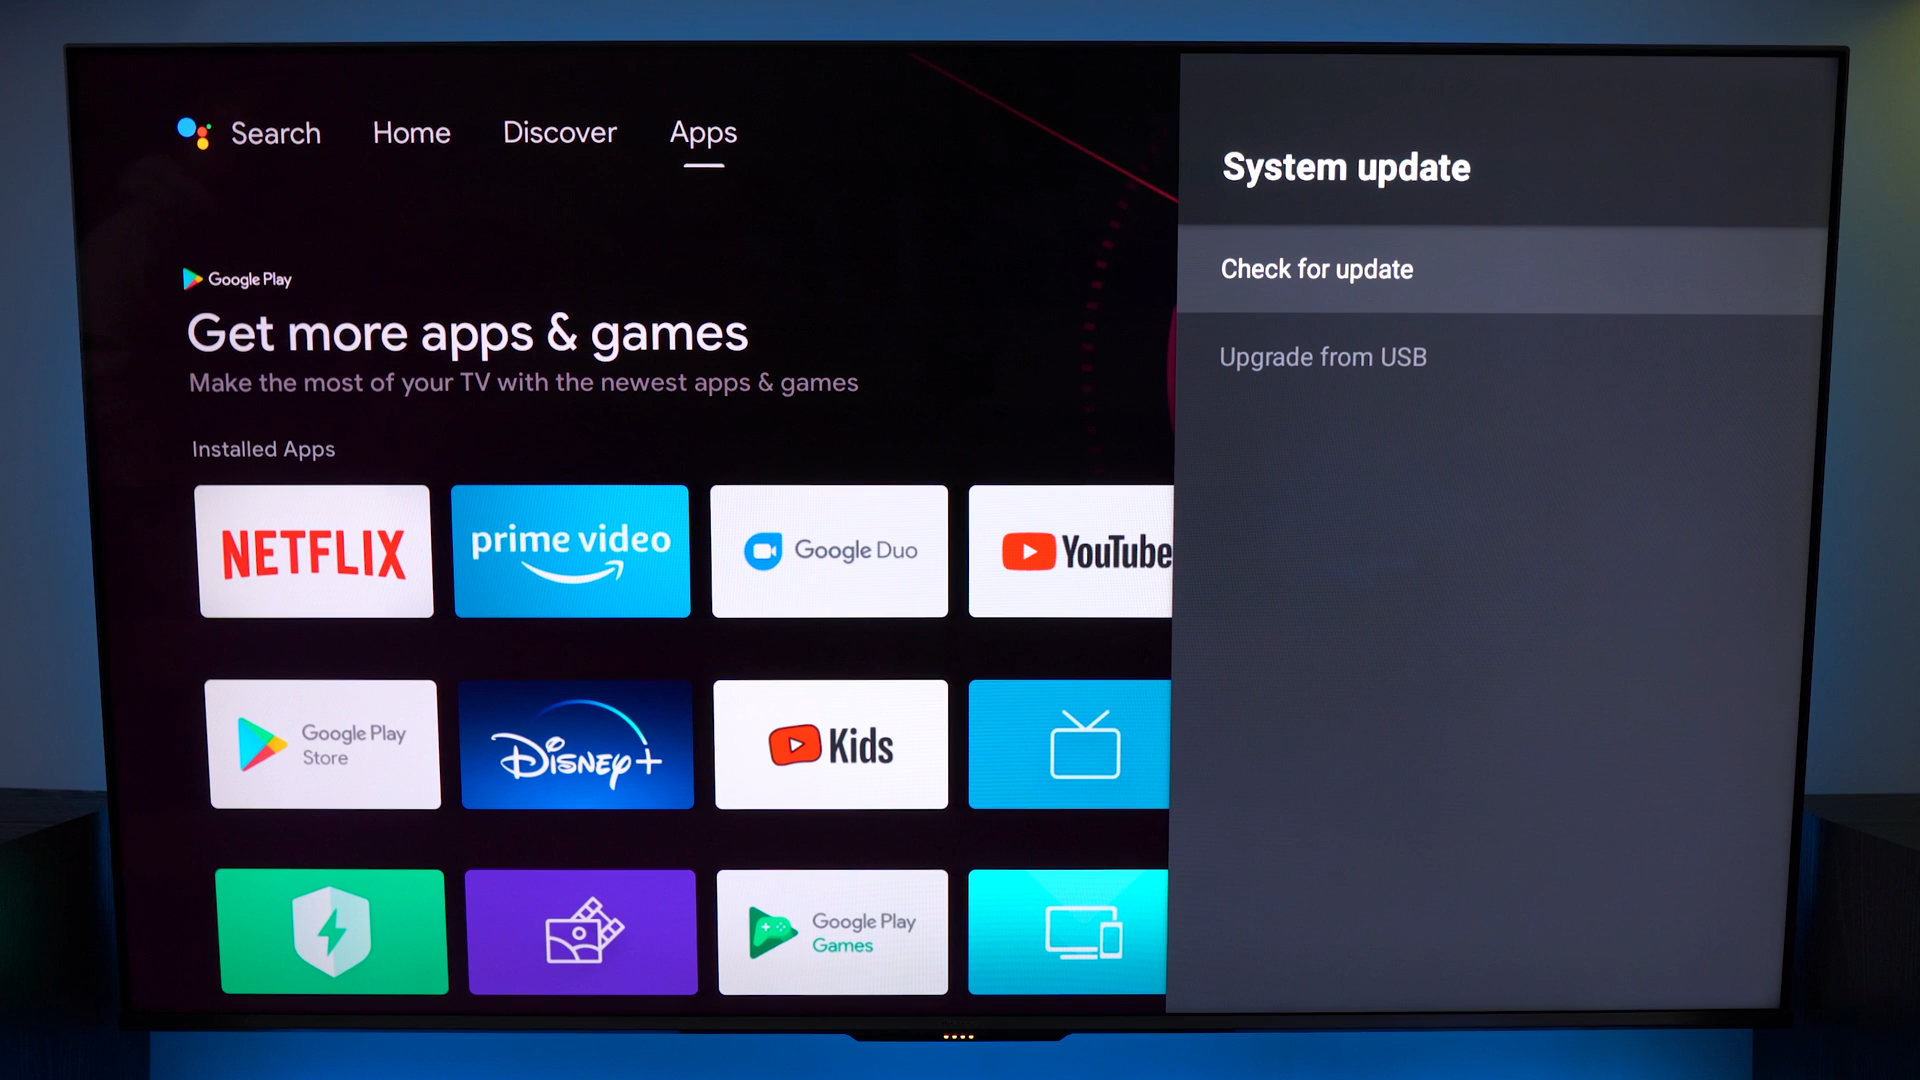 Search Home Discover Apps
Google Play
Get more apps & games
Make the most of your TV with the newest apps & games
Installed Apps
NETFLIX
prime video
Google Duo
YouTube
Google Play
Store
Disney+
Kids
Google Play
Games
System update
Check for update
Upgrade from USB